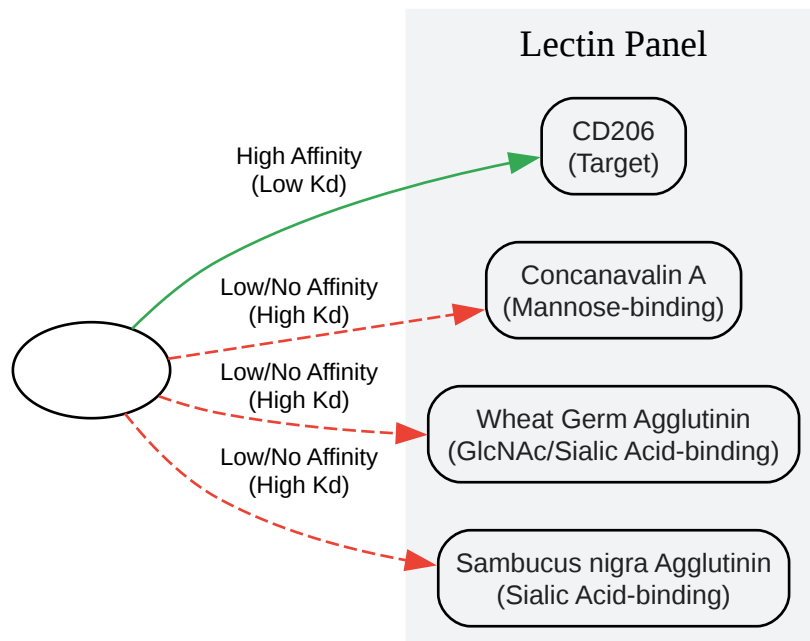 Lectin Panel
CD206
(Target)
High Affinity
(Low Kd)
Concanavalin A
(Mannose-binding)
Low/No Affinity
(High Kd)
Low/No Affinity
(High Kd)
Wheat Germ Agglutinin
(GlcNAc/Sialic Acid-binding)
Low/No Affinity
(High Kd)
Sambucus nigra Agglutinin
(Sialic Acid-binding)